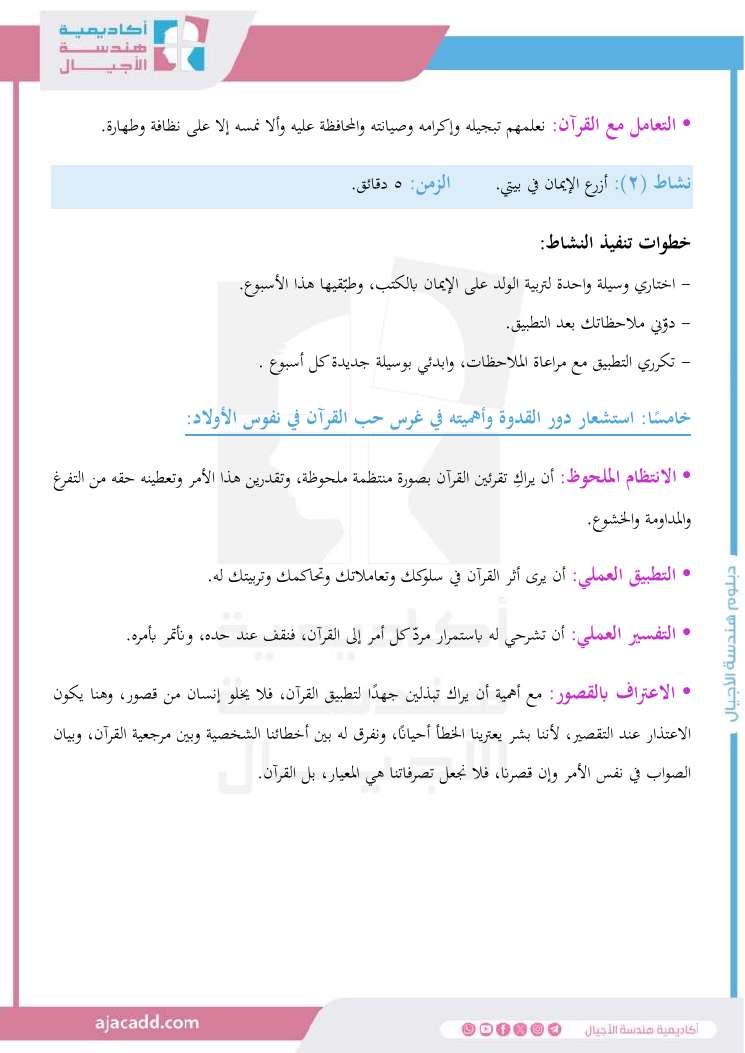 أكاديمية
هندسة
الأجيال
• التعامل مع القرآن: نعلمهم تبجيله وإكرامه وصيانته والمحافظة عليه وألا نمسه إلا على نظافة وطهارة.
نشاط (٢): أزرع الإيمان في بيتي. الزمن: ٥ دقائق.
خطوات تنفيذ النشاط:
– اختاري وسيلة واحدة لتربية الولد على الإيمان بالكتب، وطبّقيها هذا الأسبوع.
– دوّني ملاحظاتك بعد التطبيق.
– تكرري التطبيق مع مراعاة الملاحظات، وابدئي بوسيلة جديدة كل أسبوع .
خامسًا: استشعار دور القدوة وأهميته في غرس حب القرآن في نفوس الأولاد:
• الانتظام الملحوظ: أن يراكِ تقرئين القرآن بصورة منتظمة ملحوظة، وتقدرين هذا الأمر وتعطينه حقه من التفرغ
والمداومة والخشوع.
• التطبيق العملي: أن يرى أثر القرآن في سلوكك وتعاملاتك وتحاكمك وتربيتك له.
• التفسير العملي: أن تشرحي له باستمرار مردّ كل أمر إلى القرآن، فنقف عند حده، ونأتمر بأمره.
• الاعتراف بالقصور: مع أهمية أن يراك تبذلين جهدًا لتطبيق القرآن، فلا يخلو إنسان من قصور، وهنا يكون
الاعتذار عند التقصير، لأننا بشر يعترينا الخطأ أحيانًا، ونفرق له بين أخطائنا الشخصية وبين مرجعية القرآن، وبيان
الصواب في نفس الأمر وإن قصرنا، فلا نجعل تصرفاتنا هي المعيار، بل القرآن.
أكاديمية
هندسة
الأجيال
دبلوم هندسة الأجيال
أكاديمية هندسة الأجيال
ajacadd.com